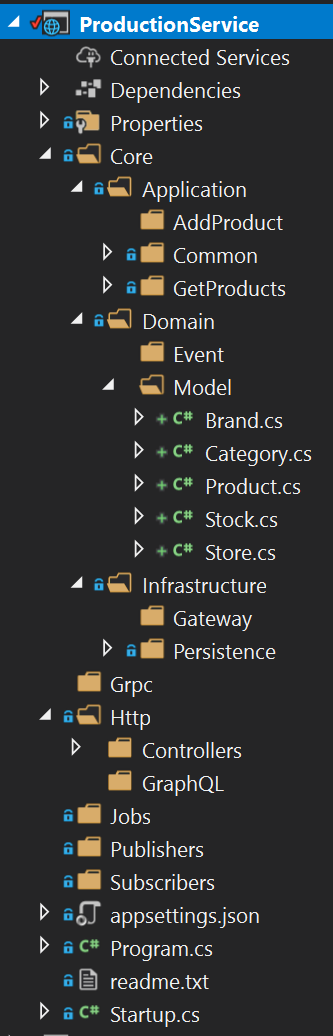 ProductionService
Connected Services
Dependencies
Properties
Core
Application
AddProduct
Common
GetProducts
Domain
Event
Model
C# Brand.cs
C# Category.cs
C# Product.cs
C# Stock.cs
C# Store.cs
Infrastructure
Gateway
Persistence
Grpc
Http
Controllers
GraphQL
Jobs
Publishers
Subscribers
appsettings.json
C# Program.cs
readme.txt
C# Startup.cs